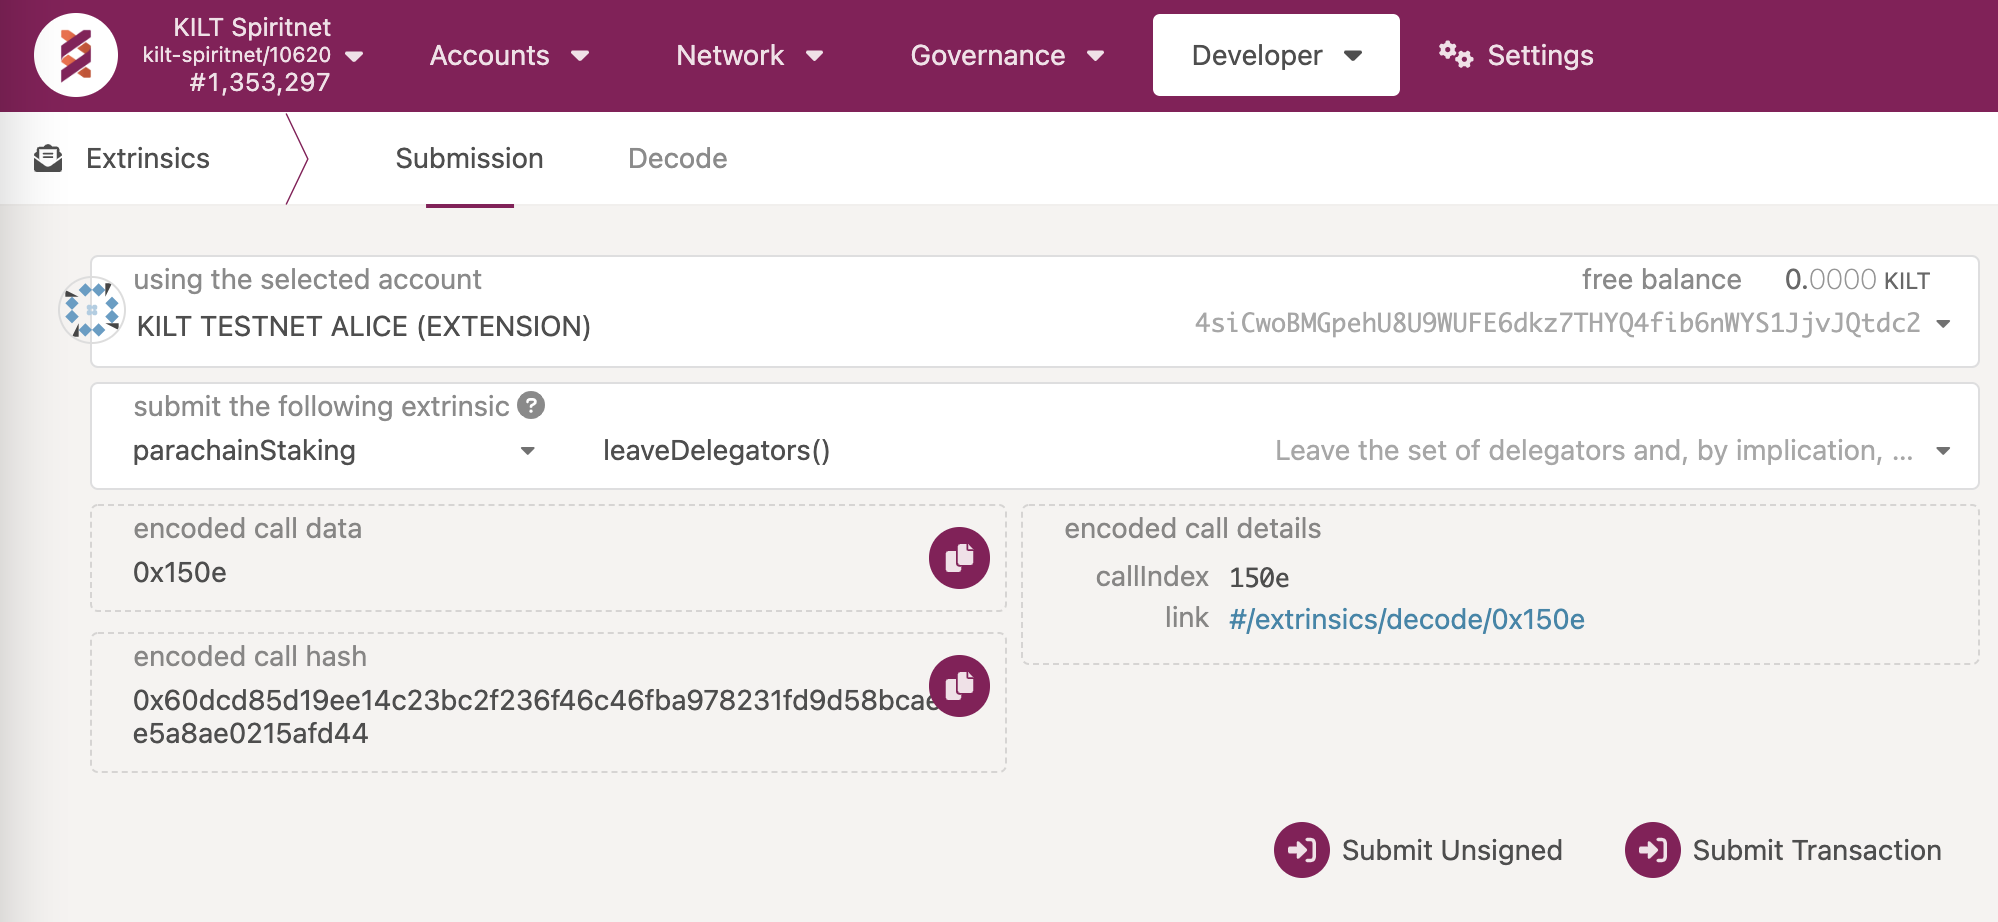 KILT Spiritnet
kilt-spiritnet/10620
#1,353,297
Accounts
Network
Governance
Developer
Settings
Extrinsics
Submission
Decode
using the selected account
free balance 0.0000 KILT
KILT TESTNET ALICE (EXTENSION)
4siCwoBMGpehU8U9WUFE6dkz7THYQ4fib6nWYS1JjvJQtdc2
submit the following extrinsic ?
parachainStaking
leaveDelegators()
Leave the set of delegators and, by implication, ...
encoded call data
0x150e
encoded call details
callIndex 150e
link #/extrinsics/decode/0x150e
encoded call hash
0x60dcd85d19ee14c23bc2f236f46c46fba978231fd9d58bcae
e5a8ae0215afd44
Submit Unsigned
Submit Transaction